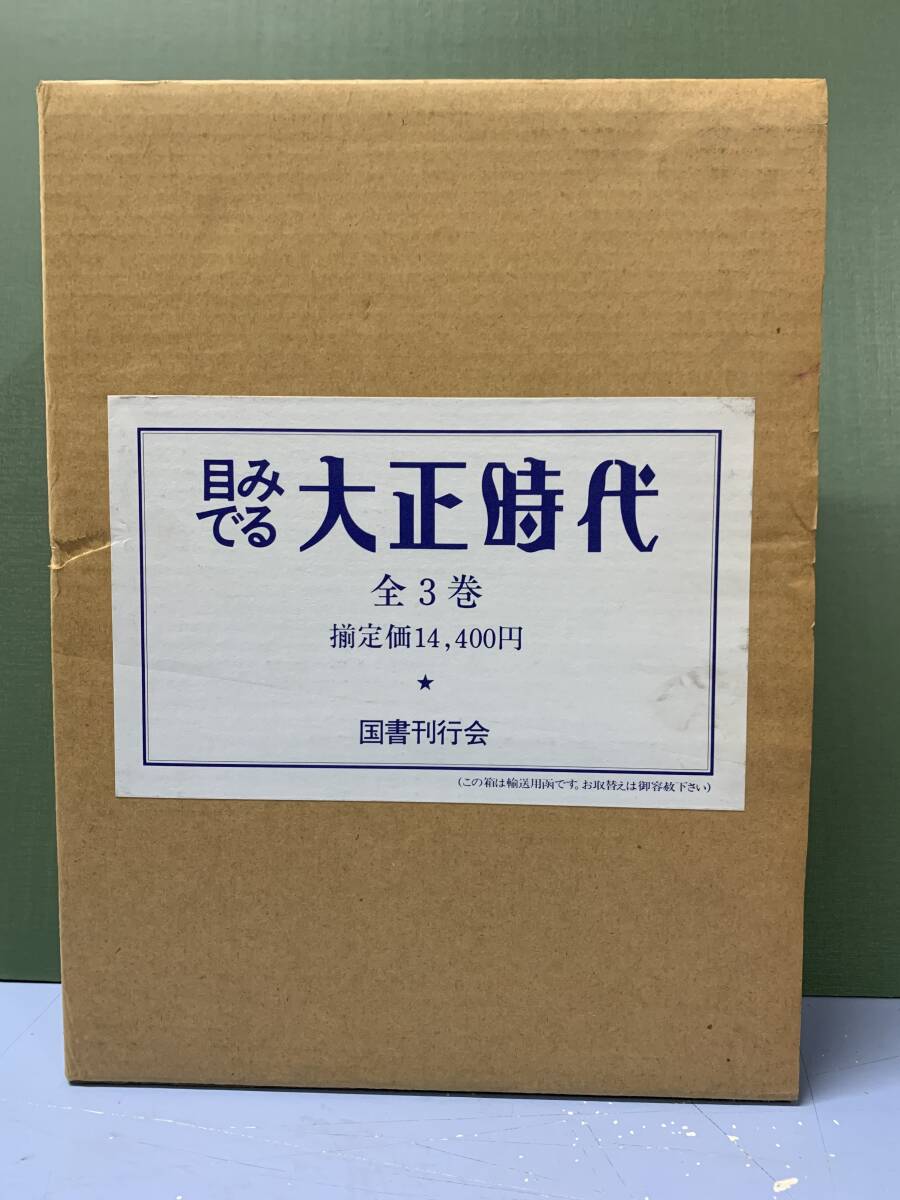 目でみる 大正時代
全3巻
揃定価14,400円
★
国書刊行会
(この箱は輸送用函です。お取替えは御容赦下さい)